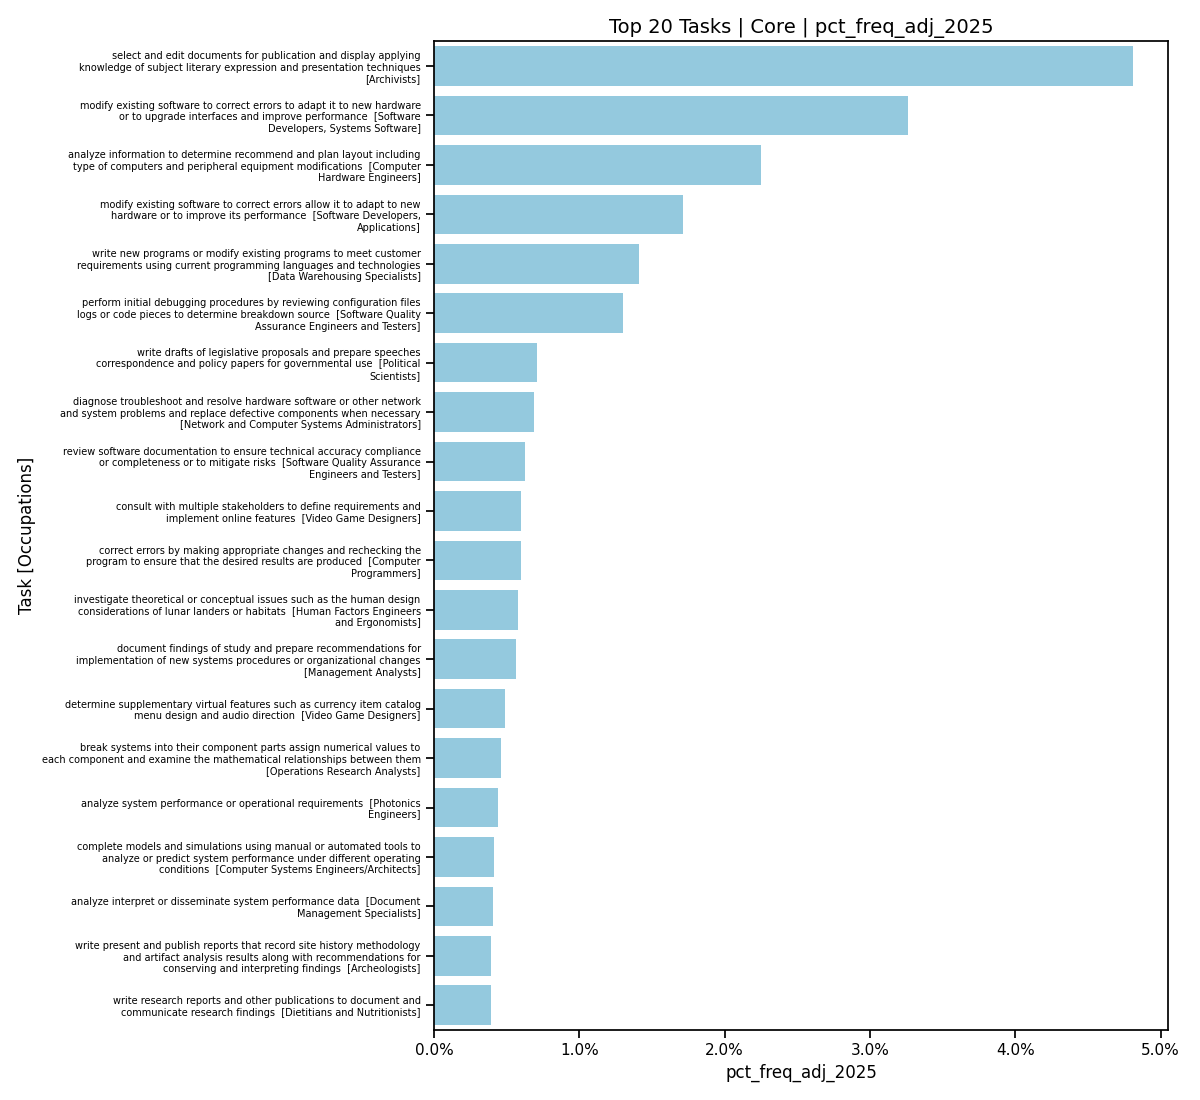 Top 20 Tasks | Core | pct_freq_adj_2025
select and edit documents for publication and display applying
knowledge of subject literary expression and presentation techniques
[Archivists]
modify existing software to correct errors to adapt it to new hardware
or to upgrade interfaces and improve performance  [Software
Developers, Systems Software]
analyze information to determine recommend and plan layout including
type of computers and peripheral equipment modifications  [Computer
Hardware Engineers]
modify existing software to correct errors allow it to adapt to new
hardware or to improve its performance  [Software Developers,
Applications]
write new programs or modify existing programs to meet customer
requirements using current programming languages and technologies
[Data Warehousing Specialists]
perform initial debugging procedures by reviewing configuration files
logs or code pieces to determine breakdown source  [Software Quality
Assurance Engineers and Testers]
write drafts of legislative proposals and prepare speeches
correspondence and policy papers for governmental use  [Political
Scientists]
diagnose troubleshoot and resolve hardware software or other network
and system problems and replace defective components when necessary
[Network and Computer Systems Administrators]
review software documentation to ensure technical accuracy compliance
or completeness or to mitigate risks  [Software Quality Assurance
Engineers and Testers]
consult with multiple stakeholders to define requirements and
implement online features  [Video Game Designers]
correct errors by making appropriate changes and rechecking the
program to ensure that the desired results are produced  [Computer
Programmers]
investigate theoretical or conceptual issues such as the human design
considerations of lunar landers or habitats  [Human Factors Engineers
and Ergonomists]
document findings of study and prepare recommendations for
implementation of new systems procedures or organizational changes
[Management Analysts]
determine supplementary virtual features such as currency item catalog
menu design and audio direction  [Video Game Designers]
break systems into their component parts assign numerical values to
each component and examine the mathematical relationships between them
[Operations Research Analysts]
analyze system performance or operational requirements  [Photonics
Engineers]
complete models and simulations using manual or automated tools to
analyze or predict system performance under different operating
conditions  [Computer Systems Engineers/Architects]
analyze interpret or disseminate system performance data  [Document
Management Specialists]
write present and publish reports that record site history methodology
and artifact analysis results along with recommendations for
conserving and interpreting findings  [Archeologists]
write research reports and other publications to document and
communicate research findings  [Dietitians and Nutritionists]
Task [Occupations]
0.0% 1.0% 2.0% 3.0% 4.0% 5.0%
pct_freq_adj_2025